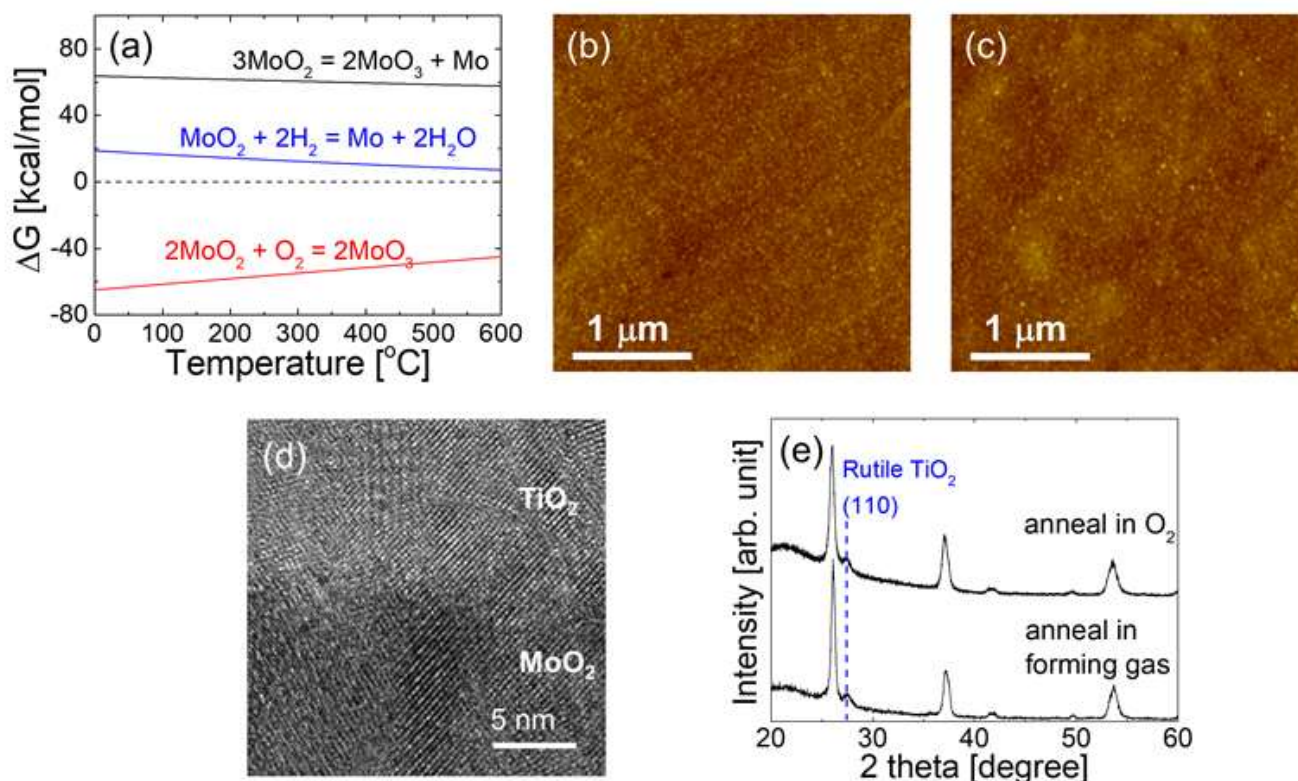 (a)
80
40
0
-40
-80
ΔG [kcal/mol]
3MoO₂ = 2MoO₃ + Mo
MoO₂ + 2H₂ = Mo + 2H₂O
2MoO₂ + O₂ = 2MoO₃
0 100 200 300 400 500 600
Temperature [°C]
(b)
1 μm
(c)
1 μm
(d)
TiO₂
MoO₂
5 nm
(e)
Rutile TiO₂
(110)
anneal in O₂
anneal in
forming gas
Intensity [arb. unit]
20 30 40 50 60
2 theta [degree]